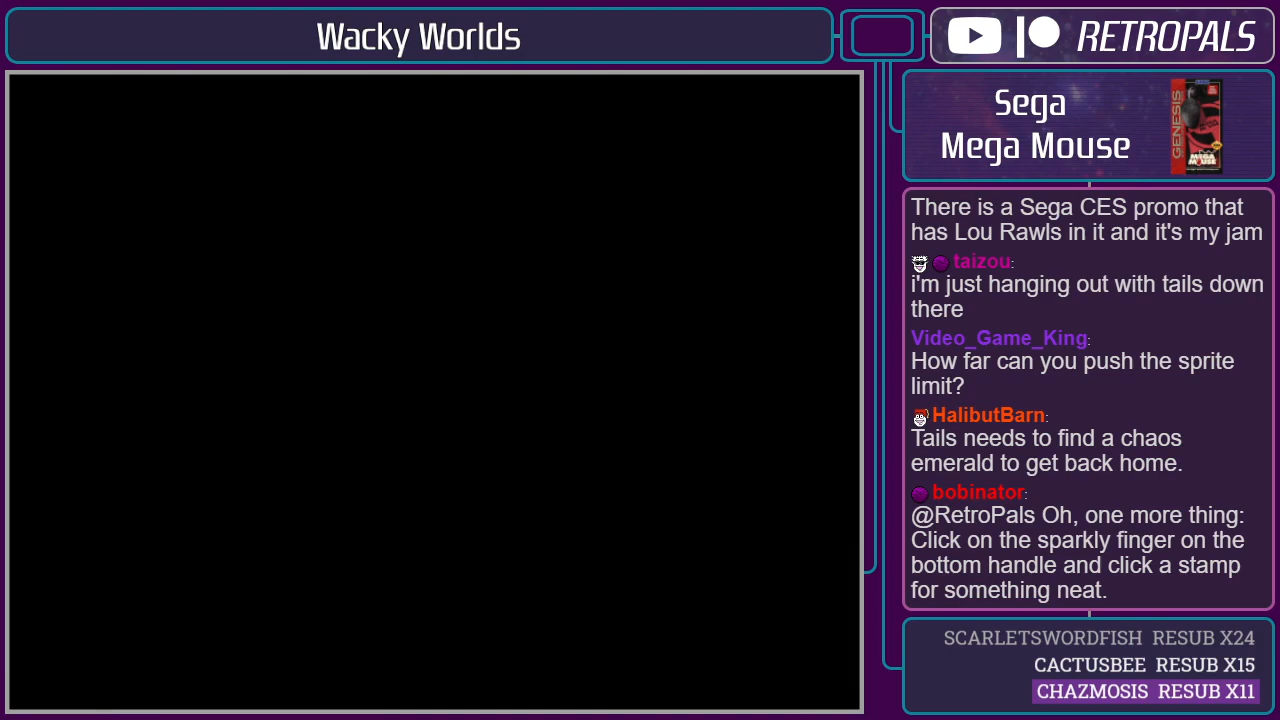 Wacky Worlds
RETROPALS
Sega
Mega Mouse
GENESIS
MEGA
MOUSE
There is a Sega CES promo that
has Lou Rawls in it and it's my jam
taizou:
i'm just hanging out with tails down
there
Video_Game_King:
How far can you push the sprite
limit?
HalibutBarn:
Tails needs to find a chaos
emerald to get back home.
bobinator:
@RetroPals Oh, one more thing:
Click on the sparkly finger on the
bottom handle and click a stamp
for something neat.
SCARLETSWORDFISH RESUB X24
CACTUSBEE RESUB X15
CHAZMOSIS RESUB X11